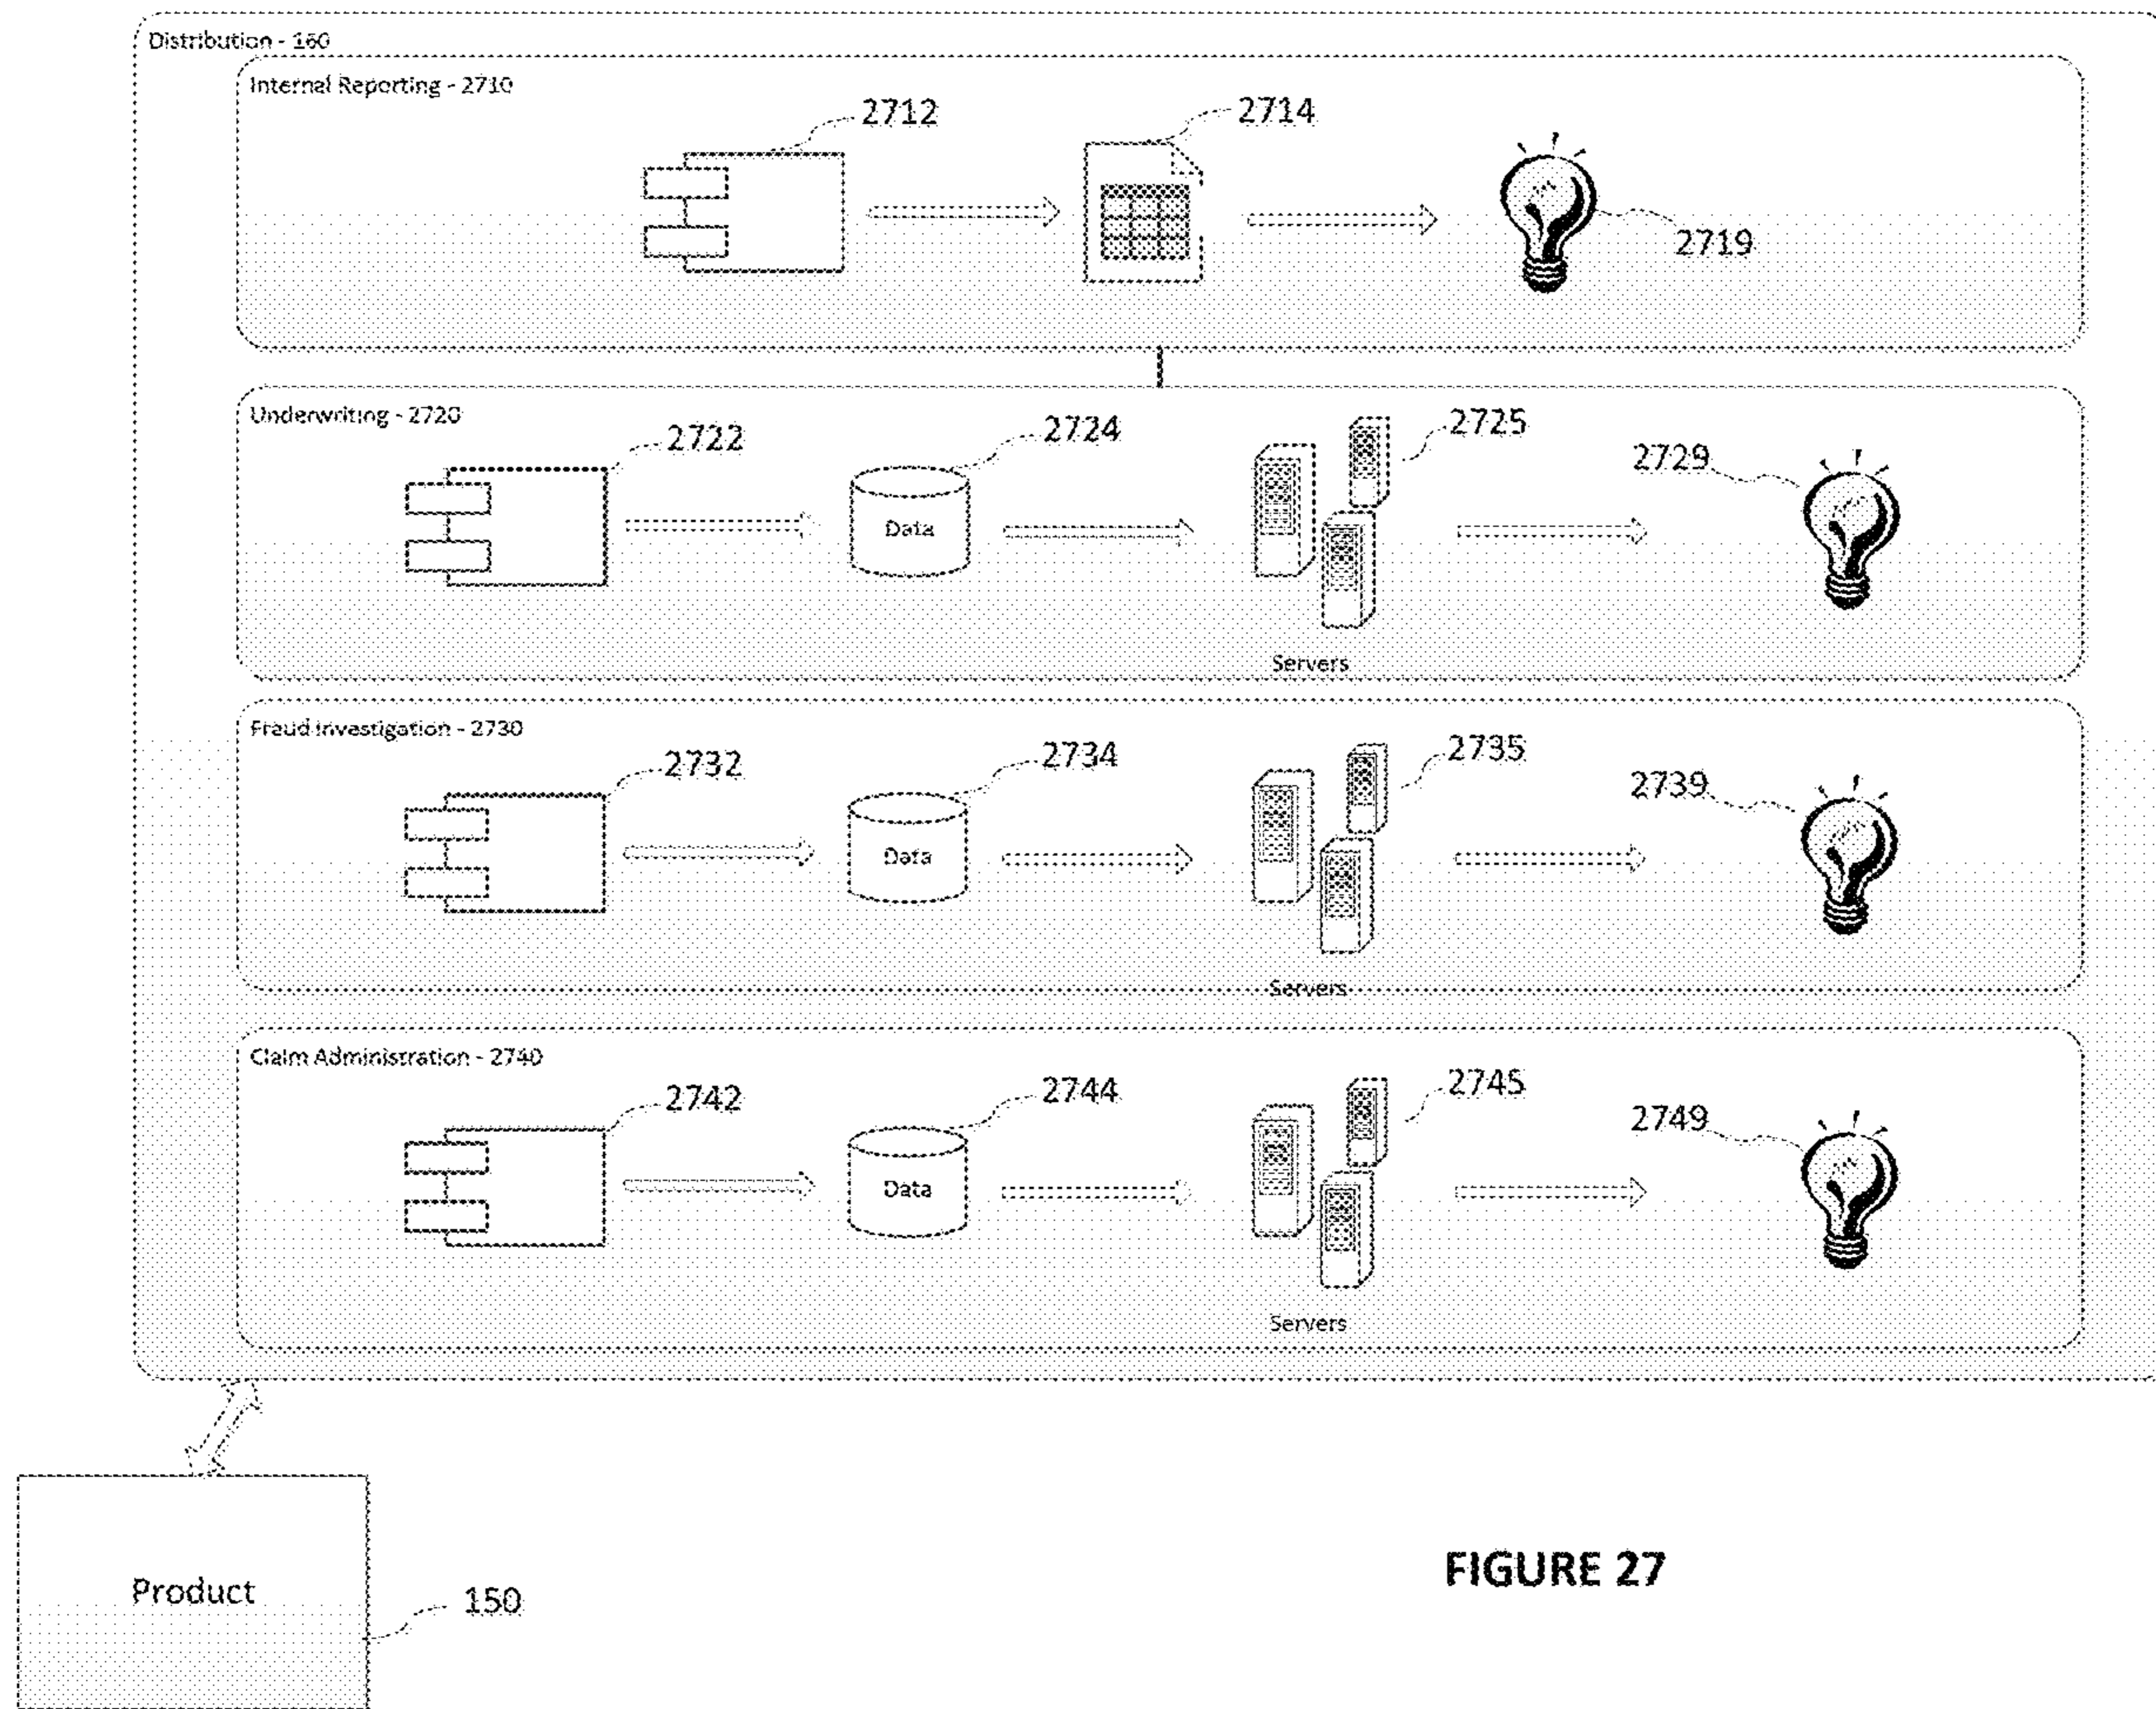 Distribution - 160
Internal Reporting - 2710
2712
2714
2719
Underwriting - 2720
2722
2724
2725
2729
Data
Servers
Fraud Investigation - 2730
2732
2734
2735
2739
Data
Servers
Claim Administration - 2740
2742
2744
2745
2749
Data
Servers
Product
150
FIGURE 27